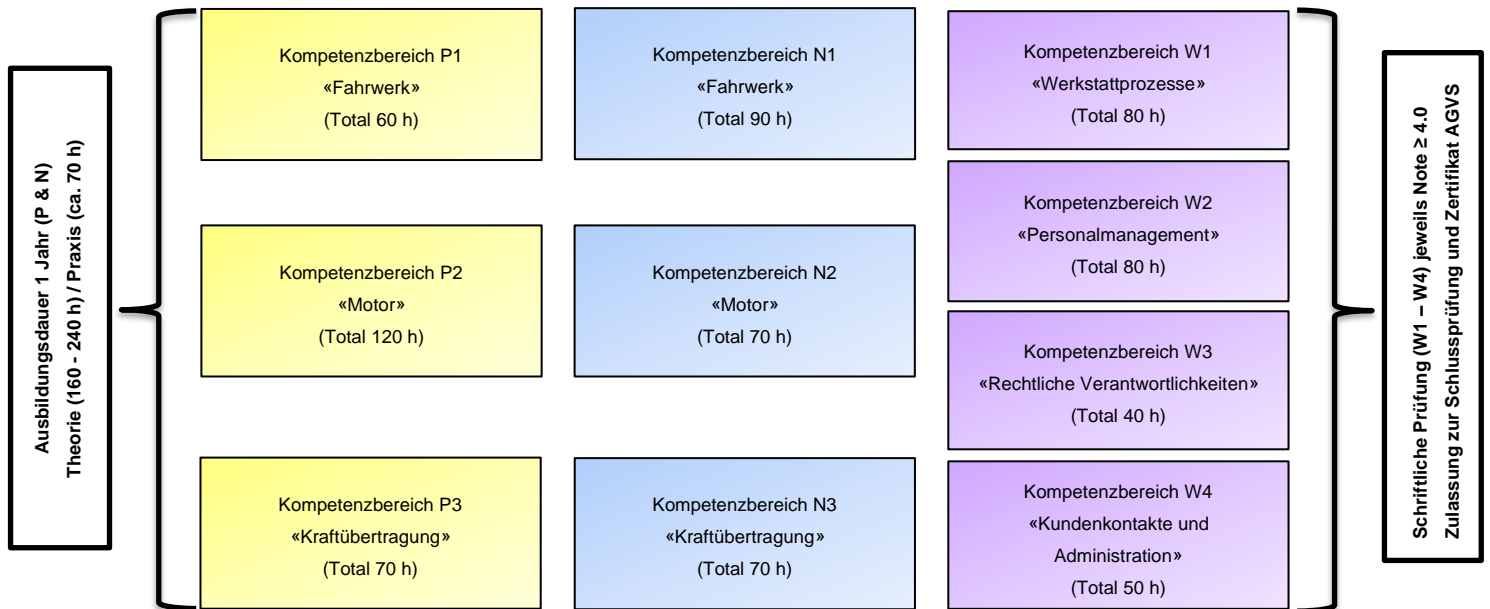 Ausbildungsdauer 1 Jahr (P & N)
Theorie (160 - 240 h) / Praxis (ca. 70 h)
Kompetenzbereich P1
«Fahrwerk»
(Total 60 h)
Kompetenzbereich P2
«Motor»
(Total 120 h)
Kompetenzbereich P3
«Kraftübertragung»
(Total 70 h)
Kompetenzbereich N1
«Fahrwerk»
(Total 90 h)
Kompetenzbereich N2
«Motor»
(Total 70 h)
Kompetenzbereich N3
«Kraftübertragung»
(Total 70 h)
Kompetenzbereich W1
«Werkstattprozesse»
(Total 80 h)
Kompetenzbereich W2
«Personalmanagement»
(Total 80 h)
Kompetenzbereich W3
«Rechtliche Verantwortlichkeiten»
(Total 40 h)
Kompetenzbereich W4
«Kundenkontakte und
Administration»
(Total 50 h)
Schriftliche Prüfung (W1 – W4) jeweils Note ≥ 4.0
Zulassung zur Schlussprüfung und Zertifikat AGVS